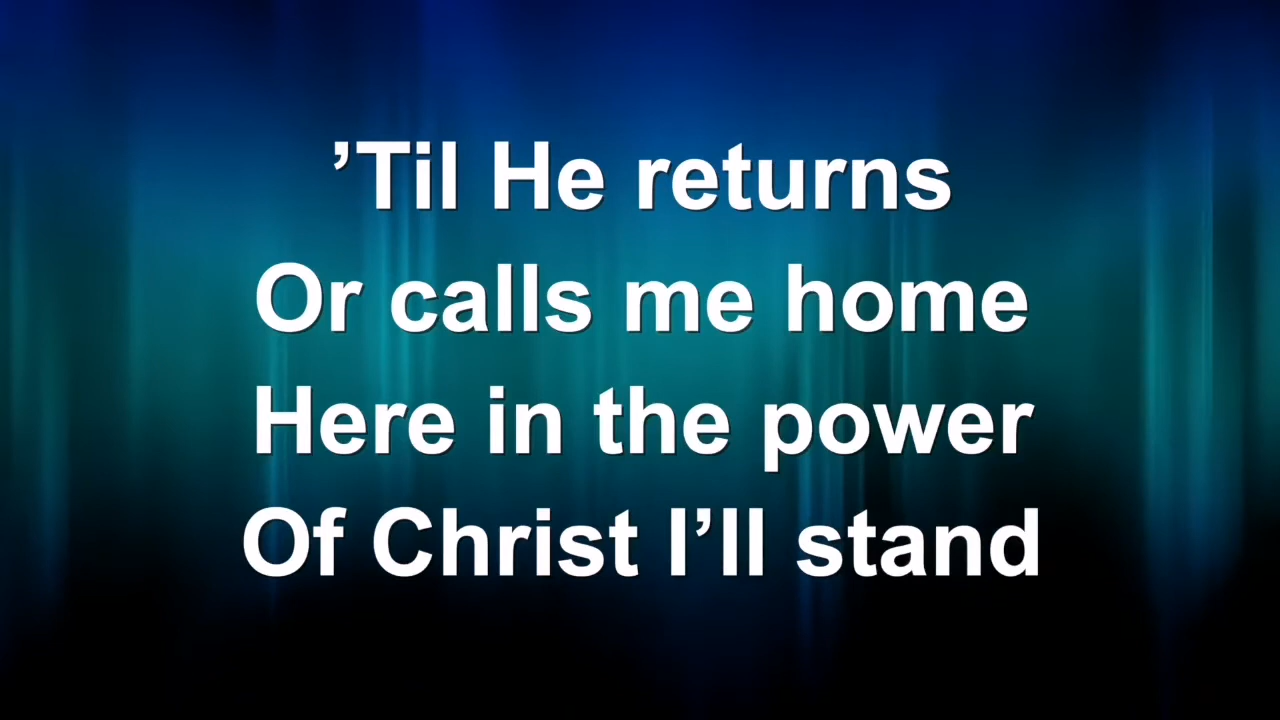 ’Til He returns
Or calls me home
Here in the power
Of Christ I’ll stand